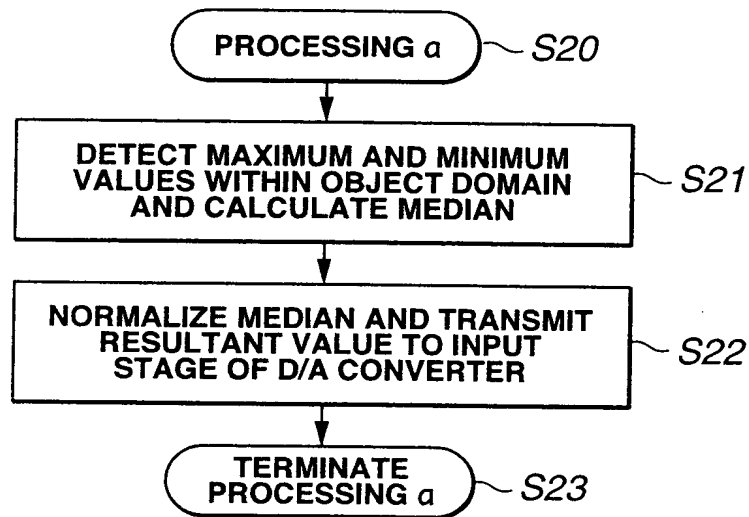 PROCESSING α
S20
DETECT MAXIMUM AND MINIMUM
VALUES WITHIN OBJECT DOMAIN
AND CALCULATE MEDIAN
S21
NORMALIZE MEDIAN AND TRANSMIT
RESULTANT VALUE TO INPUT
STAGE OF D/A CONVERTER
S22
TERMINATE
PROCESSING α
S23